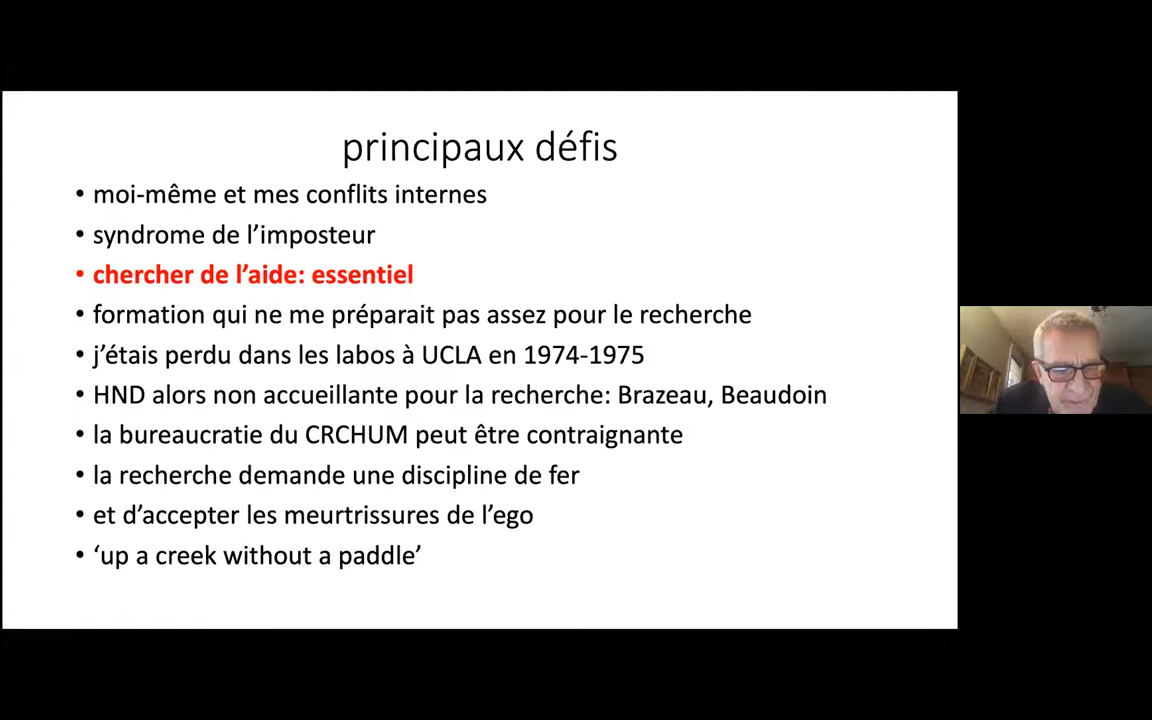 principaux défis
• moi-même et mes conflits internes
• syndrome de l’imposteur
• chercher de l’aide: essentiel
• formation qui ne me préparait pas assez pour le recherche
• j’étais perdu dans les labos à UCLA en 1974-1975
• HND alors non accueillante pour la recherche: Brazeau, Beaudoin
• la bureaucratie du CRCHUM peut être contraignante
• la recherche demande une discipline de fer
• et d’accepter les meurtrissures de l’ego
• ‘up a creek without a paddle’